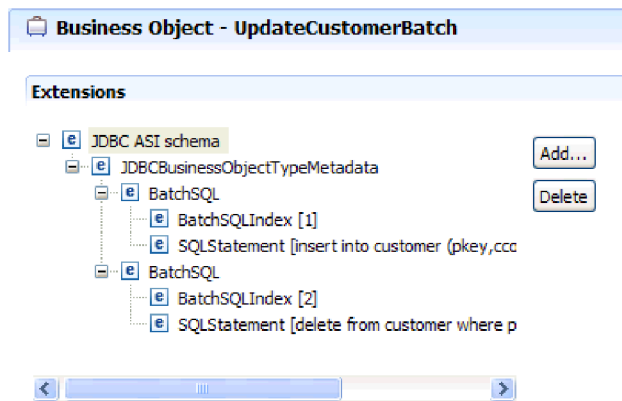 Business Object - UpdateCustomerBatch
Extensions
JDBC ASI schema
Add...
JDBCBusinessObjectTypeMetadata
BatchSQL
Delete
BatchSQLIndex [1]
SQLStatement [insert into customer (pkey,cco
BatchSQL
BatchSQLIndex [2]
SQLStatement [delete from customer where p